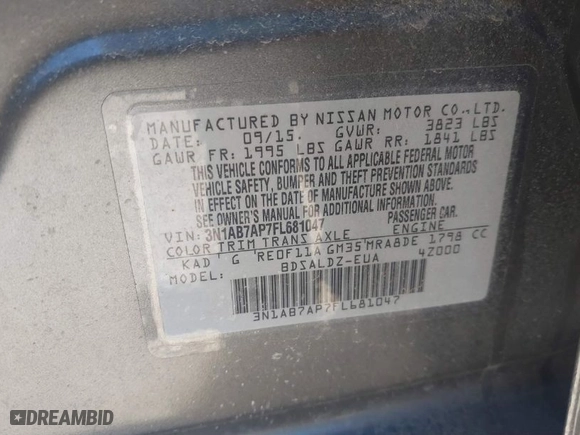 MANUFACTURED BY NISSAN MOTOR CO.,LTD.
DATE: 09/15. GVWR: 3823 LBS
GAWR FR: 1995 LBS GAWR RR: 1841 LBS
THIS VEHICLE CONFORMS TO ALL APPLICABLE FEDERAL MOTOR
VEHICLE SAFETY, BUMPER AND THEFT PREVENTION STANDARDS
IN EFFECT ON THE DATE OF MANUFACTURE SHOWN ABOVE.
SEE OWNER'S MANUAL FOR ADDITIONAL INFORMATION.
VIN: 3N1AB7AP7FL681047 PASSENGER CAR.
COLOR TRIM TRANS AXLE ENGINE
KAD G RE0F11A GM35 MRA8DE 1798 CC
MODEL: BDSALDZ-EUA 4Z000
3N1AB7AP7FL681047
DREAMBID